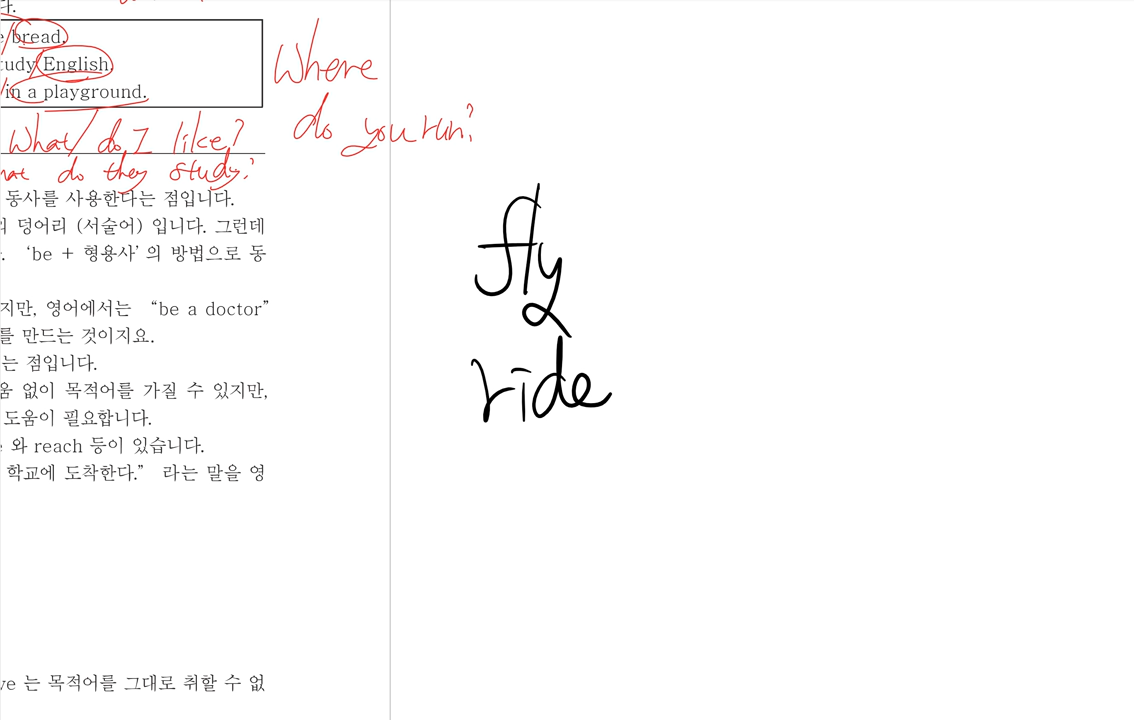 다.
bread.
udy English.
in a playground.
Where
do you run?
What do I like?
do they study?
동사를 사용한다는 점입니다.
덩어리 (서술어) 입니다. 그런데
‘be + 형용사’의 방법으로 동
지만, 영어에서는 “be a doctor”
를 만드는 것이지요.
는 점입니다.
움 없이 목적어를 가질 수 있지만,
도움이 필요합니다.
와 reach 등이 있습니다.
학교에 도착한다.” 라는 말을 영
ve 는 목적어를 그대로 취할 수 없
fly
ride